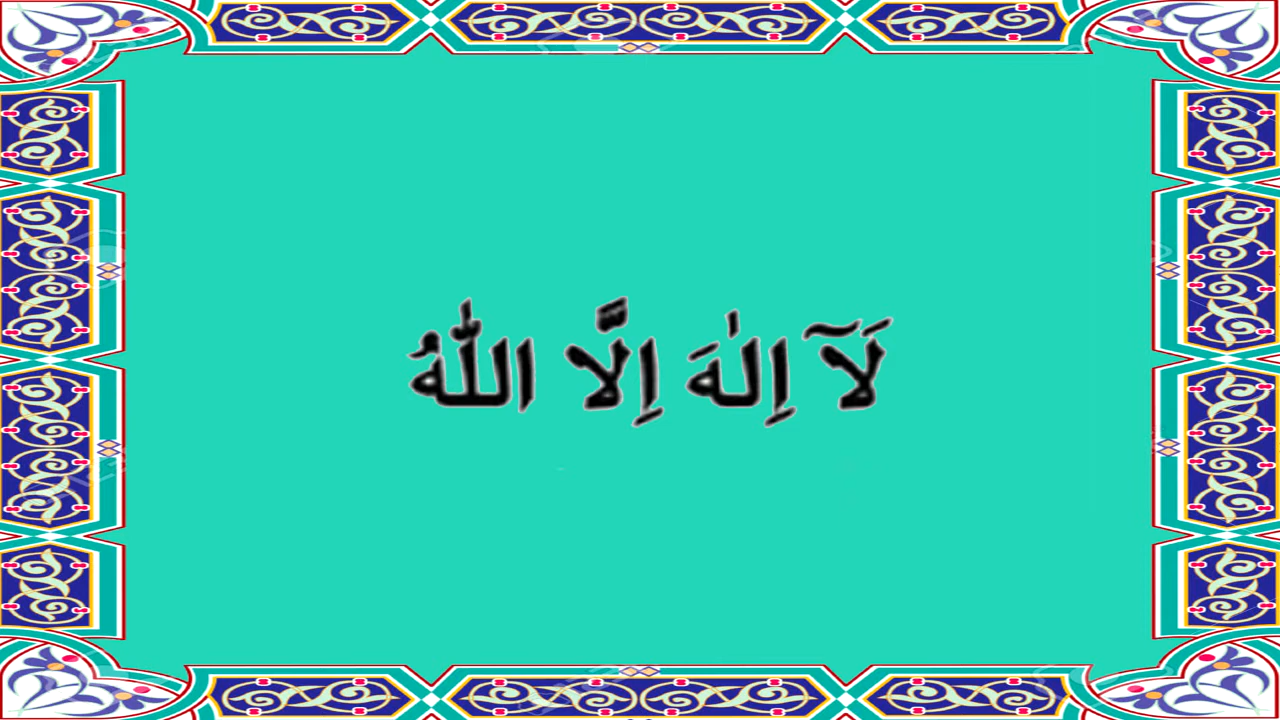 لَآ اِلٰهَ اِلَّا اللّٰهُ